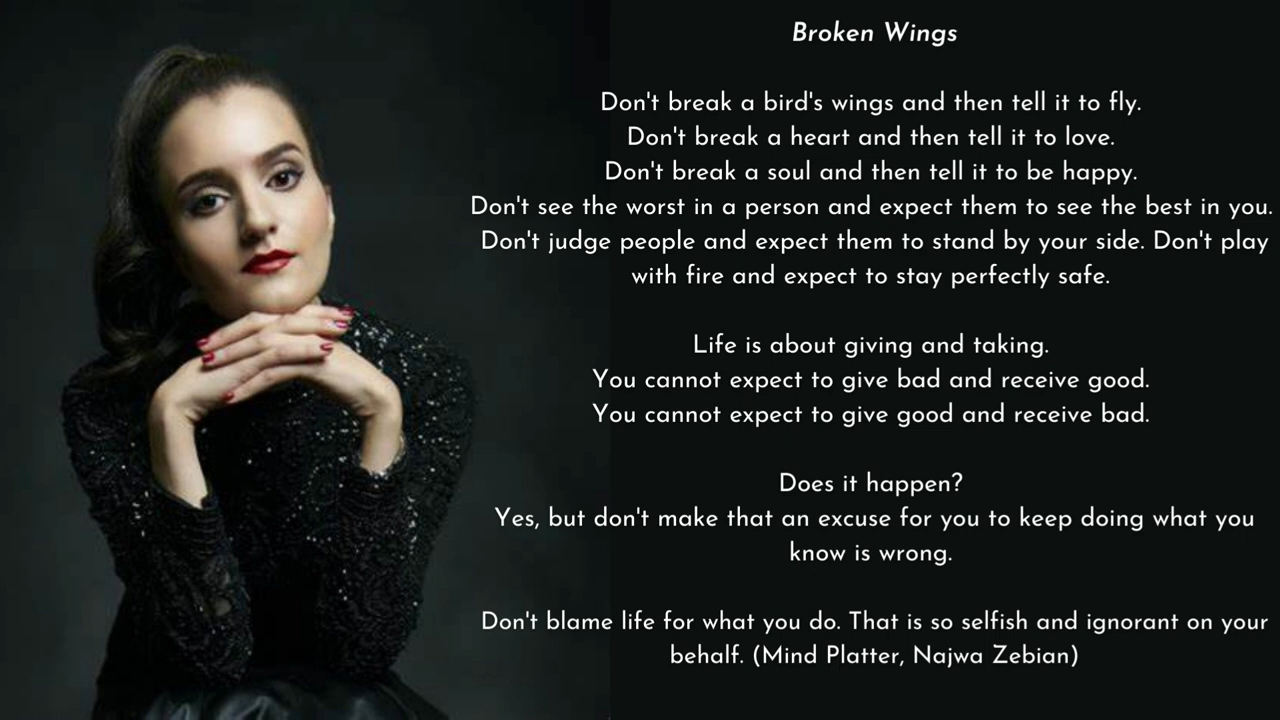 Broken Wings
Don't break a bird's wings and then tell it to fly.
Don't break a heart and then tell it to love.
Don't break a soul and then tell it to be happy.
Don't see the worst in a person and expect them to see the best in you.
Don't judge people and expect them to stand by your side. Don't play
with fire and expect to stay perfectly safe.
Life is about giving and taking.
You cannot expect to give bad and receive good.
You cannot expect to give good and receive bad.
Does it happen?
Yes, but don't make that an excuse for you to keep doing what you
know is wrong.
Don't blame life for what you do. That is so selfish and ignorant on your
behalf. (Mind Platter, Najwa Zebian)